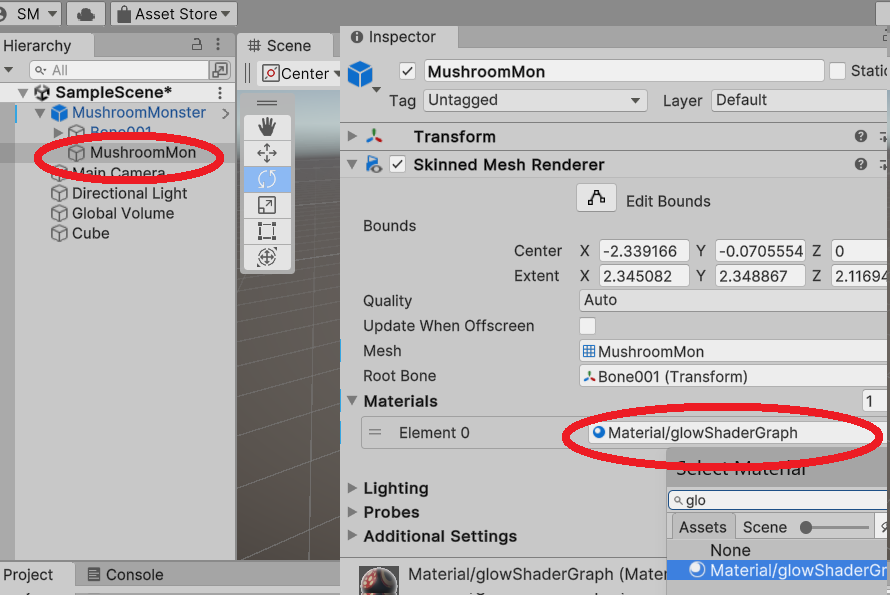 SM
Asset Store
Hierarchy
All
SampleScene*
MushroomMonster
Bone001
MushroomMon
Main Camera
Directional Light
Global Volume
Cube
Scene
Center
Inspector
MushroomMon
Static
Tag Untagged Layer Default
Transform
Skinned Mesh Renderer
Edit Bounds
Bounds
Center X -2.339166 Y -0.0705554 Z 0
Extent X 2.345082 Y 2.348867 Z 2.11694
Quality Auto
Update When Offscreen
Mesh MushroomMon
Root Bone Bone001 (Transform)
Materials 1
Element 0 Material/glowShaderGraph
Select Material
glo
Assets Scene
None
Material/glowShaderGr
Lighting
Probes
Additional Settings
Material/glowShaderGraph (Mater
Project Console